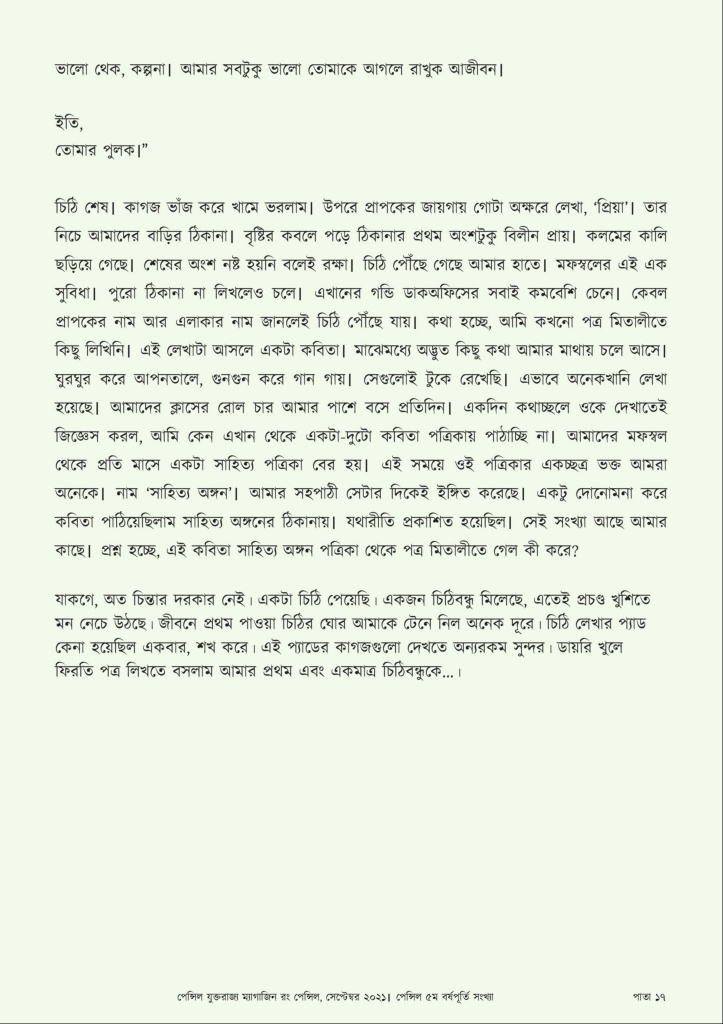 ভালো থেক, কল্পনা। আমার সবটুকু ভালো তোমাকে আগলে রাখুক আজীবন।
ইতি,
তোমার পুলক।”
চিঠি শেষ। কাগজ ভাঁজ করে খামে ভরলাম। উপরে প্রাপকের জায়গায় গোটা অক্ষরে লেখা, ‘প্রিয়া’। তার
নিচে আমাদের বাড়ির ঠিকানা। বৃষ্টির কবলে পড়ে ঠিকানার প্রথম অংশটুকু বিলীন প্রায়। কলমের কালি
ছড়িয়ে গেছে। শেষের অংশ নষ্ট হয়নি বলেই রক্ষা। চিঠি পৌঁছে গেছে আমার হাতে। মফস্বলের এই এক
সুবিধা। পুরো ঠিকানা না লিখলেও চলে। এখানের গন্ডি ডাকঅফিসের সবাই কমবেশি চেনে। কেবল
প্রাপকের নাম আর এলাকার নাম জানলেই চিঠি পৌঁছে যায়। কথা হচ্ছে, আমি কখনো পত্র মিতালীতে
কিছু লিখিনি। এই লেখাটা আসলে একটা কবিতা। মাঝেমধ্যে অদ্ভুত কিছু কথা আমার মাথায় চলে আসে।
ঘুরঘুর করে আপনতালে, গুনগুন করে গান গায়। সেগুলোই টুকে রেখেছি। এভাবে অনেকখানি লেখা
হয়েছে। আমাদের ক্লাসের রোল চার আমার পাশে বসে প্রতিদিন। একদিন কথাচ্ছলে ওকে দেখাতেই
জিজ্ঞেস করল, আমি কেন এখান থেকে একটা-দুটো কবিতা পত্রিকায় পাঠাচ্ছি না। আমাদের মফস্বল
থেকে প্রতি মাসে একটা সাহিত্য পত্রিকা বের হয়। এই সময়ে ওই পত্রিকার একচ্ছত্র ভক্ত আমরা
অনেকে। নাম ‘সাহিত্য অঙ্গন’। আমার সহপাঠী সেটার দিকেই ইঙ্গিত করেছে। একটু দোনোমনা করে
কবিতা পাঠিয়েছিলাম সাহিত্য অঙ্গনের ঠিকানায়। যথারীতি প্রকাশিত হয়েছিল। সেই সংখ্যা আছে আমার
কাছে। প্রশ্ন হচ্ছে, এই কবিতা সাহিত্য অঙ্গন পত্রিকা থেকে পত্র মিতালীতে গেল কী করে?
যাকগে, অত চিন্তার দরকার নেই। একটা চিঠি পেয়েছি। একজন চিঠিবন্ধু মিলেছে, এতেই প্রচণ্ড খুশিতে
মন নেচে উঠছে। জীবনে প্রথম পাওয়া চিঠির ঘোর আমাকে টেনে নিল অনেক দূরে। চিঠি লেখার প্যাড
কেনা হয়েছিল একবার, শখ করে। এই প্যাডের কাগজগুলো দেখতে অন্যরকম সুন্দর। ডায়রি খুলে
ফিরতি পত্র লিখতে বসলাম আমার প্রথম এবং একমাত্র চিঠিবন্ধুকে...।
পেন্সিল যুক্তরাজ্য ম্যাগাজিন রং পেন্সিল, সেপ্টেম্বর ২০২১। পেন্সিল ৫ম বর্ষপূর্তি সংখ্যা পাতা ১৭